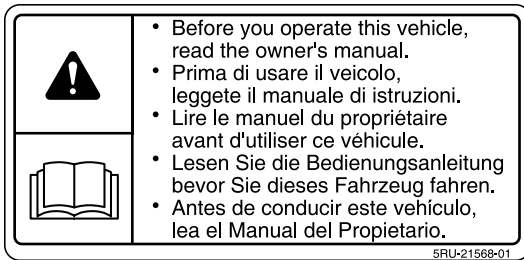 • Before you operate this vehicle,
read the owner's manual.
• Prima di usare il veicolo,
leggete il manuale di istruzioni.
• Lire le manuel du propriétaire
avant d'utiliser ce véhicule.
• Lesen Sie die Bedienungsanleitung
bevor Sie dieses Fahrzeug fahren.
• Antes de conducir este vehículo,
lea el Manual del Propietario.
5RU-21568-01